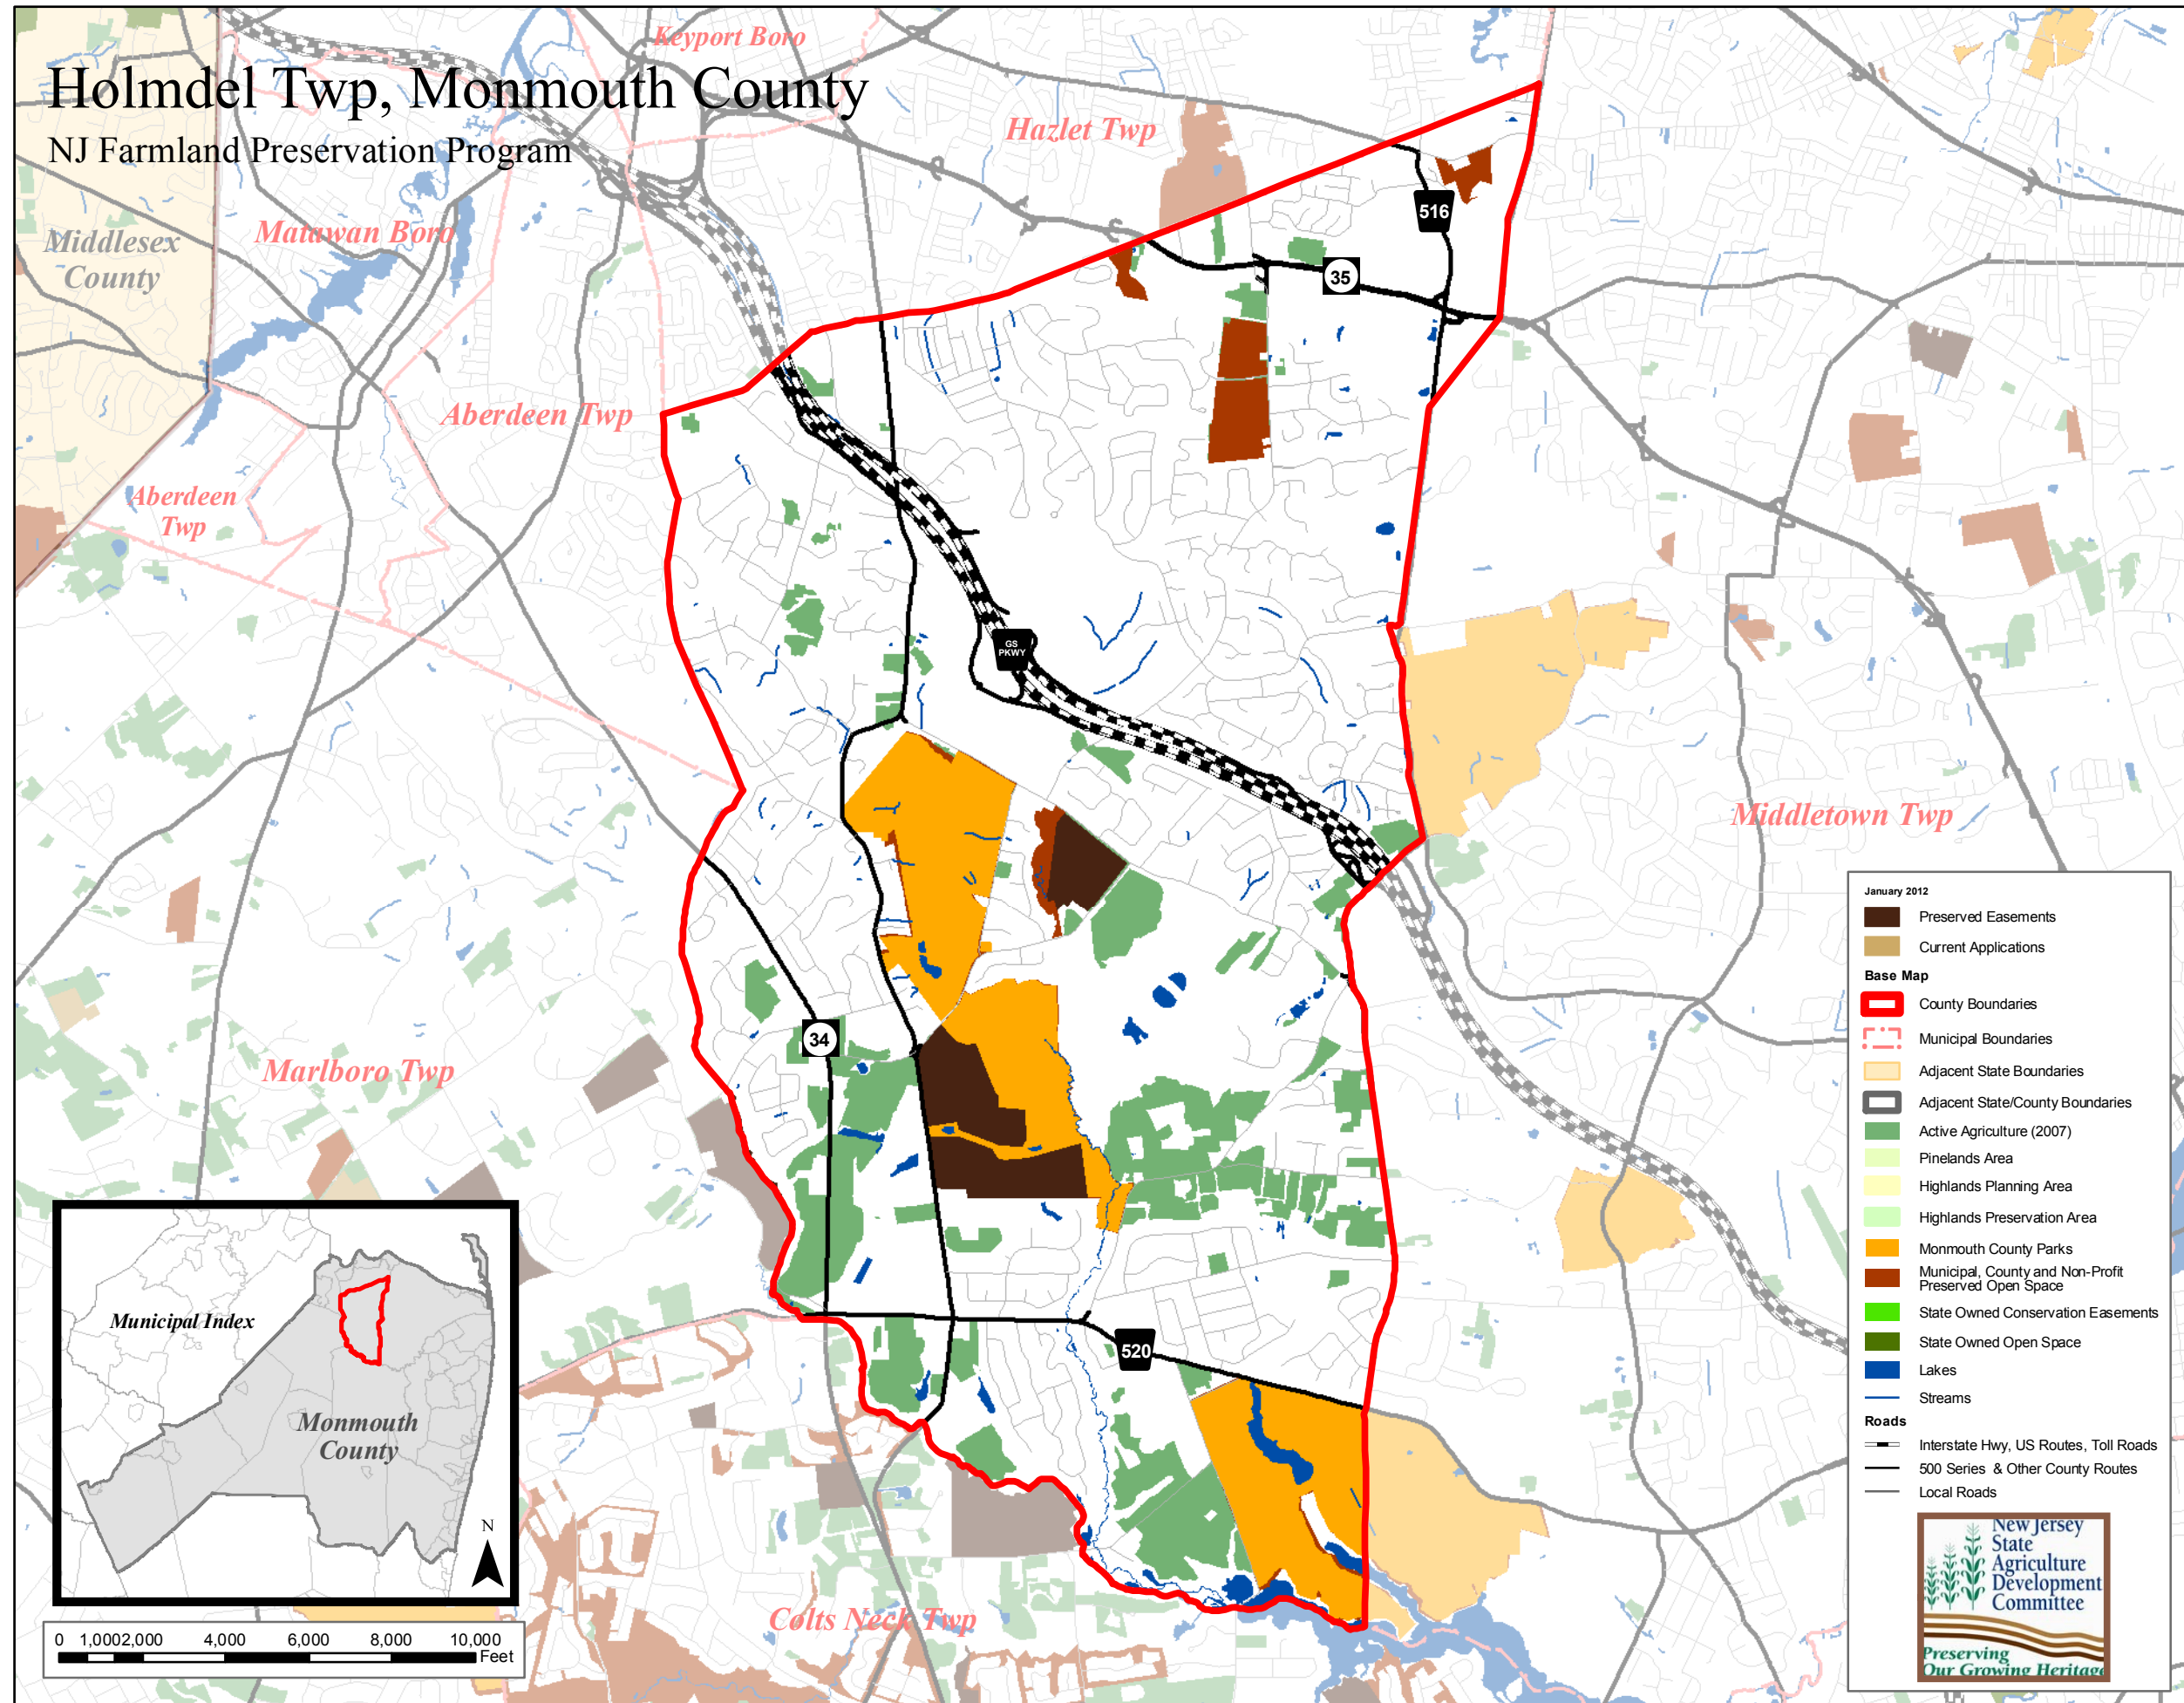 Keyport Boro
Holmdel Twp, Monmouth County
NJ Farmland Preservation Program
Hazlet Twp
Middlesex
County
Matawan Boro
516
35
Aberdeen Twp
Aberdeen
Twp
GS
PKWY
Middletown Twp
34
Marlboro Twp
520
Colts Neck Twp
Municipal Index
Monmouth
County
N
0 1,000 2,000 4,000 6,000 8,000 10,000
Feet
January 2012
Preserved Easements
Current Applications
Base Map
County Boundaries
Municipal Boundaries
Adjacent State Boundaries
Adjacent State/County Boundaries
Active Agriculture (2007)
Pinelands Area
Highlands Planning Area
Highlands Preservation Area
Monmouth County Parks
Municipal, County and Non-Profit
Preserved Open Space
State Owned Conservation Easements
State Owned Open Space
Lakes
Streams
Roads
Interstate Hwy, US Routes, Toll Roads
500 Series & Other County Routes
Local Roads
New Jersey
State
Agriculture
Development
Committee
Preserving
Our Growing Heritage